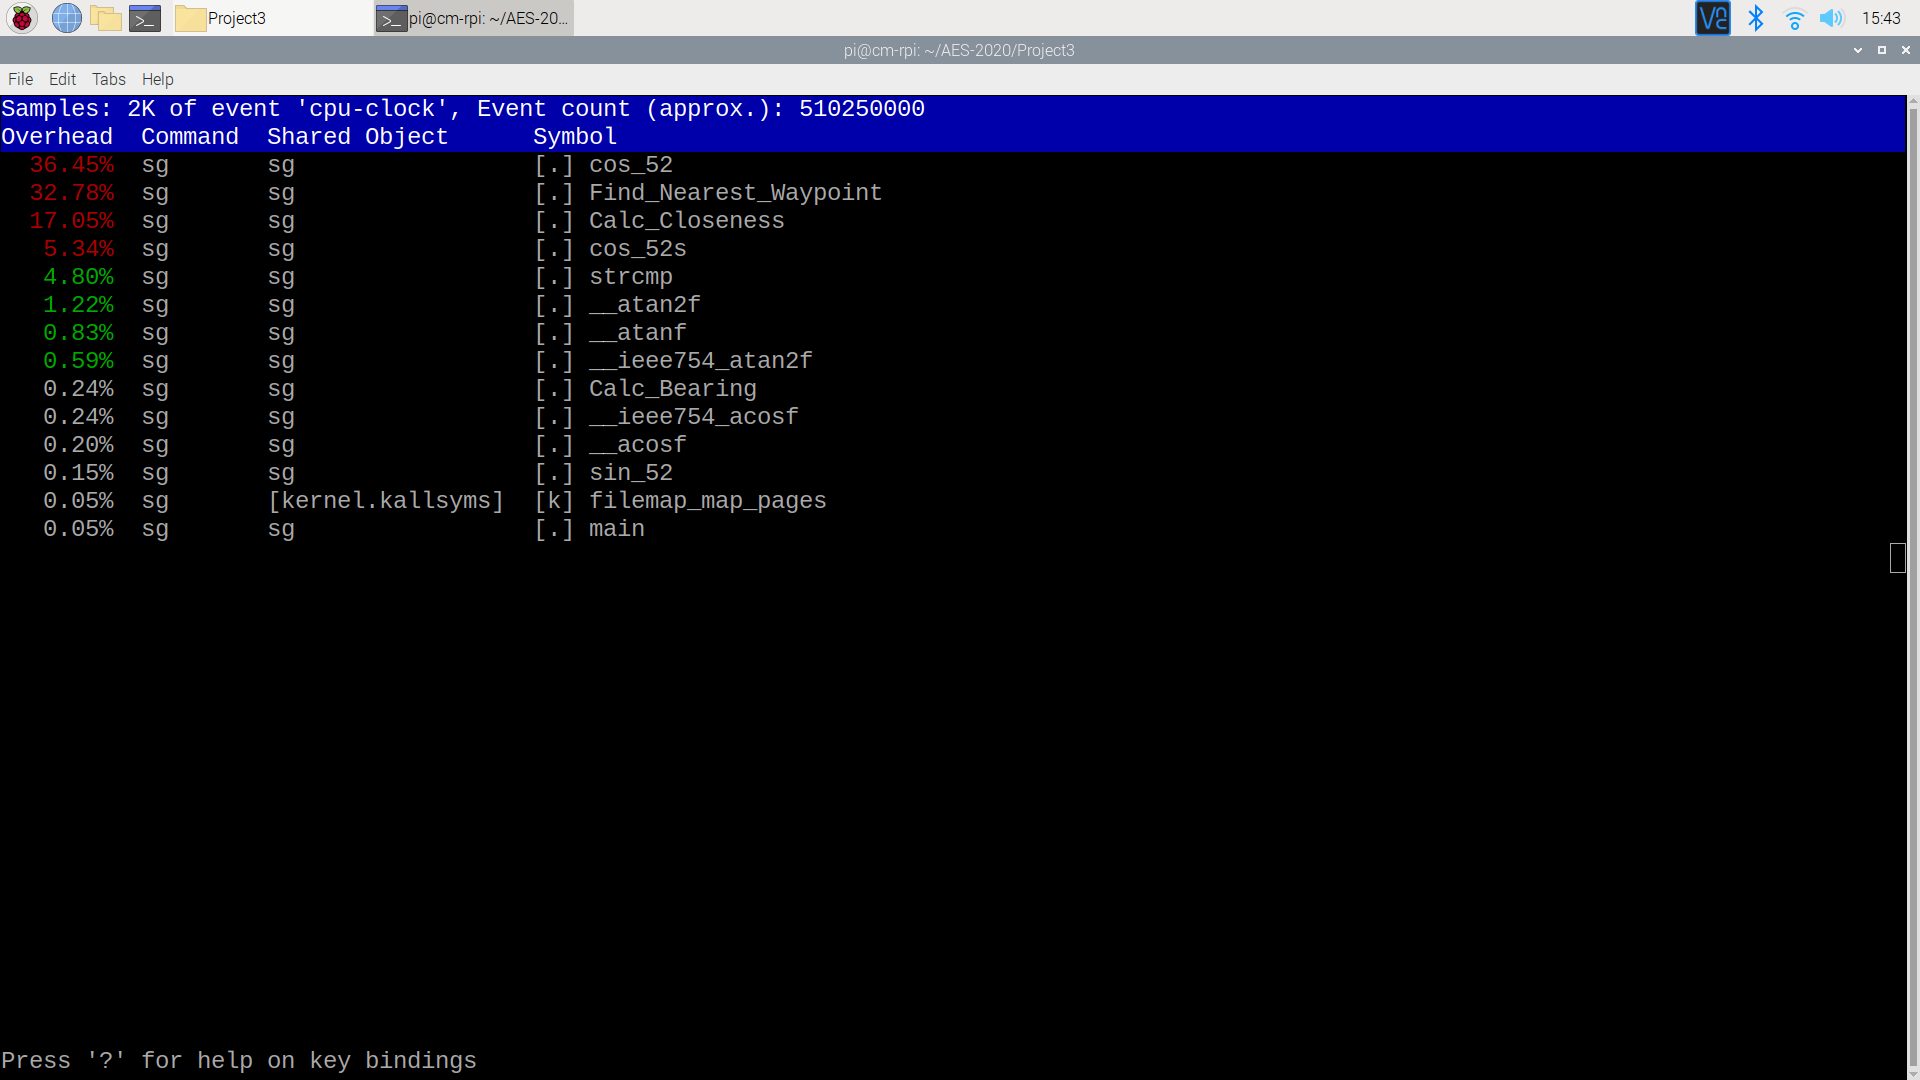 Project3
pi@cm-rpi: ~/AES-20...
15:43
pi@cm-rpi: ~/AES-2020/Project3
File Edit Tabs Help
Samples: 2K of event 'cpu-clock', Event count (approx.): 510250000
Overhead  Command  Shared Object      Symbol
36.45%  sg       sg                 [.] cos_52
32.78%  sg       sg                 [.] Find_Nearest_Waypoint
17.05%  sg       sg                 [.] Calc_Closeness
5.34%  sg       sg                 [.] cos_52s
4.80%  sg       sg                 [.] strcmp
1.22%  sg       sg                 [.] __atan2f
0.83%  sg       sg                 [.] __atanf
0.59%  sg       sg                 [.] __ieee754_atan2f
0.24%  sg       sg                 [.] Calc_Bearing
0.24%  sg       sg                 [.] __ieee754_acosf
0.20%  sg       sg                 [.] __acosf
0.15%  sg       sg                 [.] sin_52
0.05%  sg       [kernel.kallsyms]  [k] filemap_map_pages
0.05%  sg       sg                 [.] main
Press '?' for help on key bindings